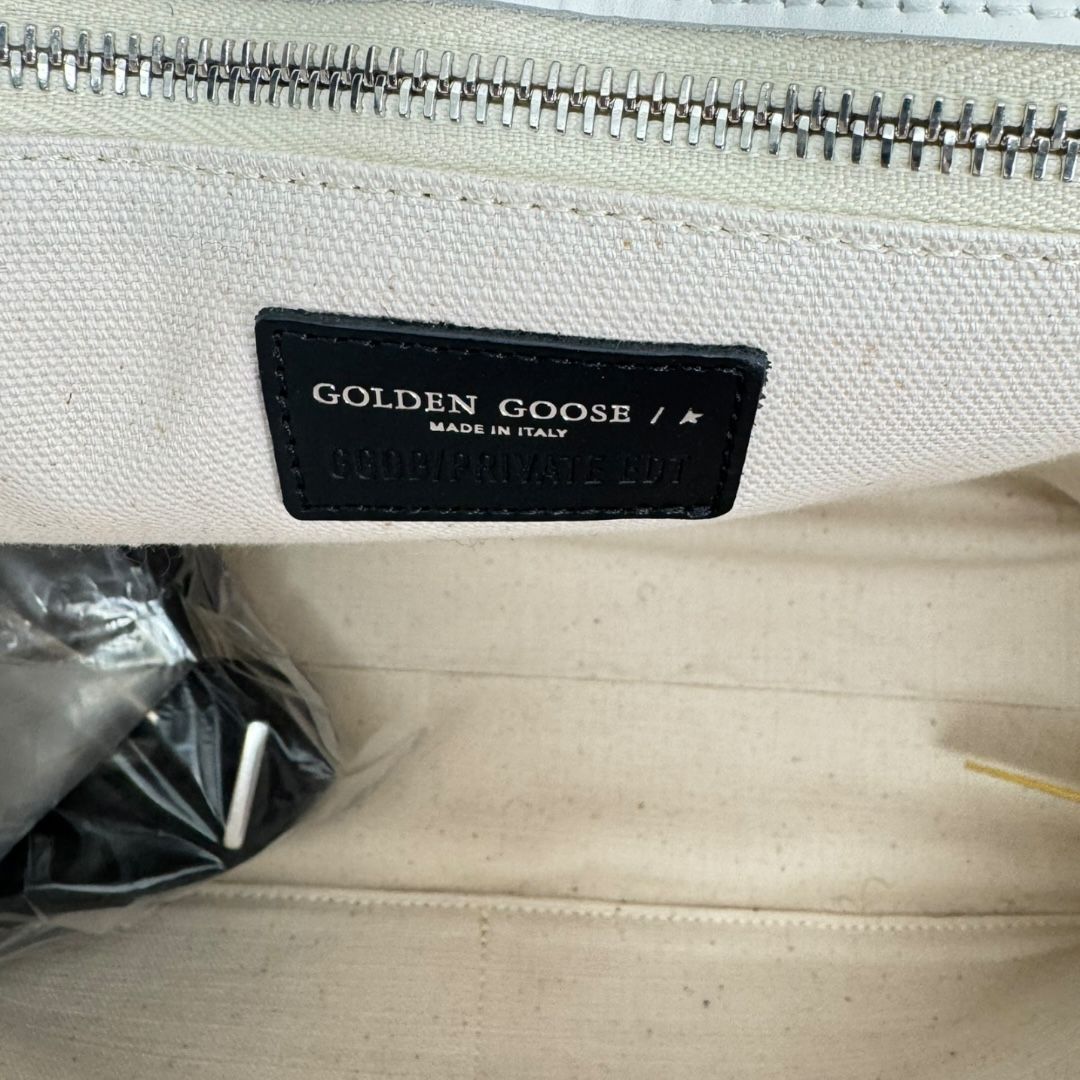 GOLDEN GOOSE /
MADE IN ITALY
GGDB/PRIVATE EDT